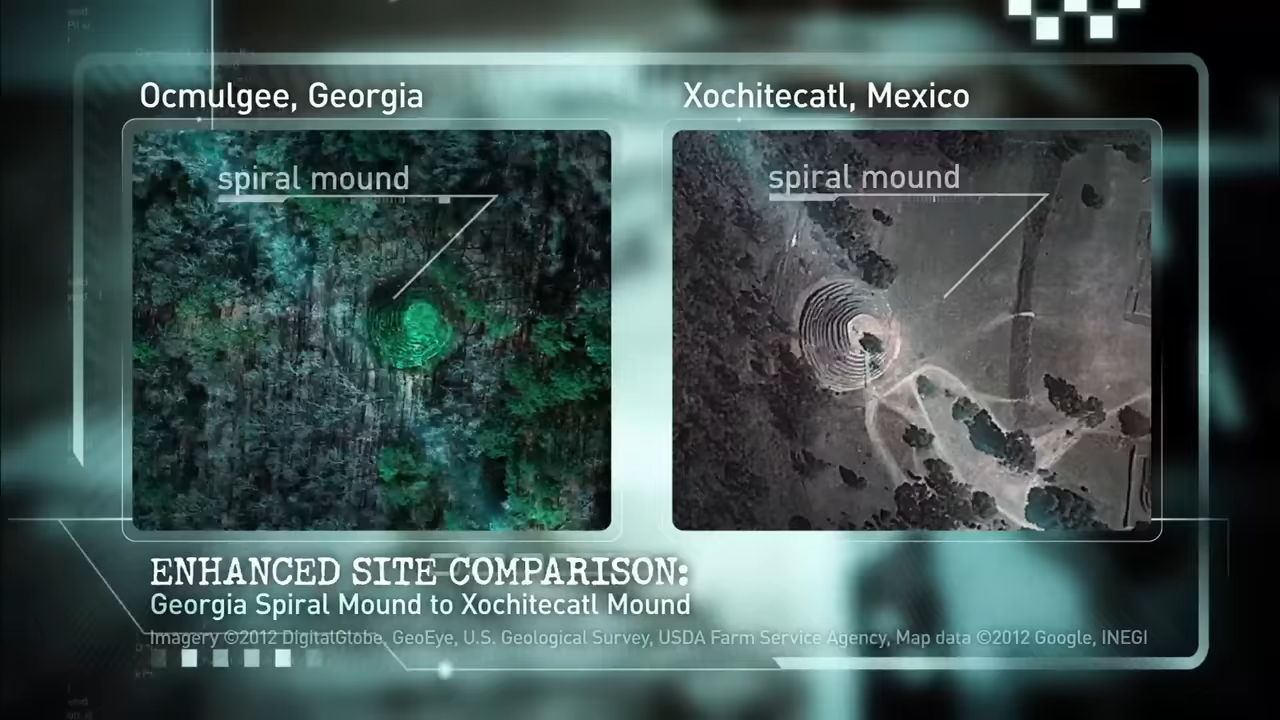 Ocmulgee, Georgia
Xochitecatl, Mexico
spiral mound
spiral mound
ENHANCED SITE COMPARISON:
Georgia Spiral Mound to Xochitecatl Mound
Imagery ©2012 DigitalGlobe, GeoEye, U.S. Geological Survey, USDA Farm Service Agency, Map data ©2012 Google, INEGI